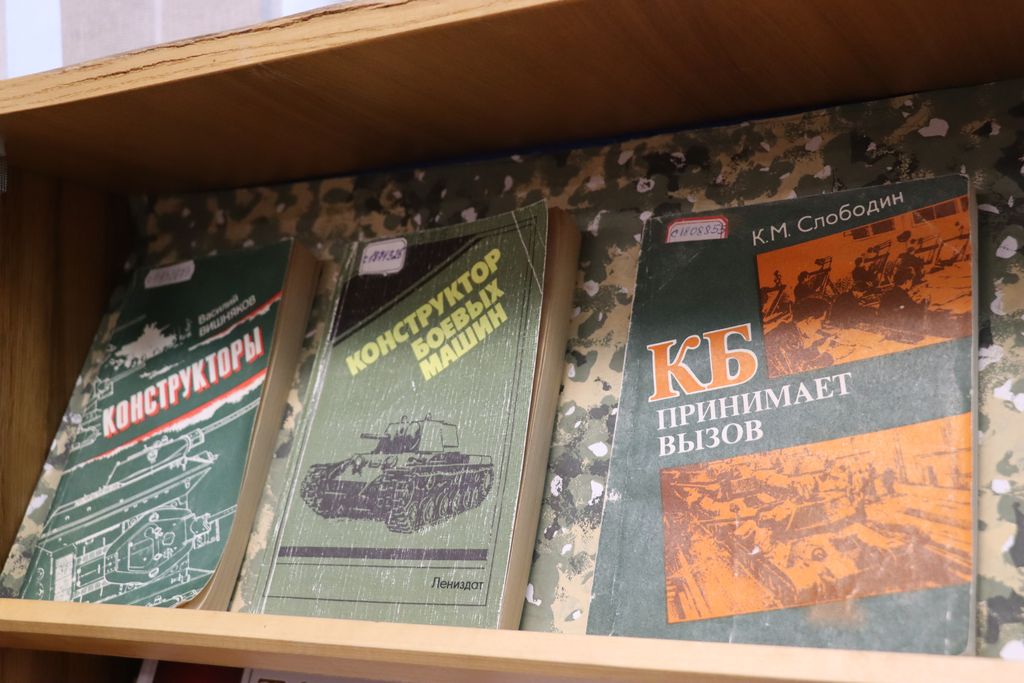 Василий
ВИШНЯКОВ
КОНСТРУКТОРЫ
КОНСТРУКТОР
БОЕВЫХ
МАШИН
Лениздат
К.М. Слободин
КБ
ПРИНИМАЕТ
ВЫЗОВ